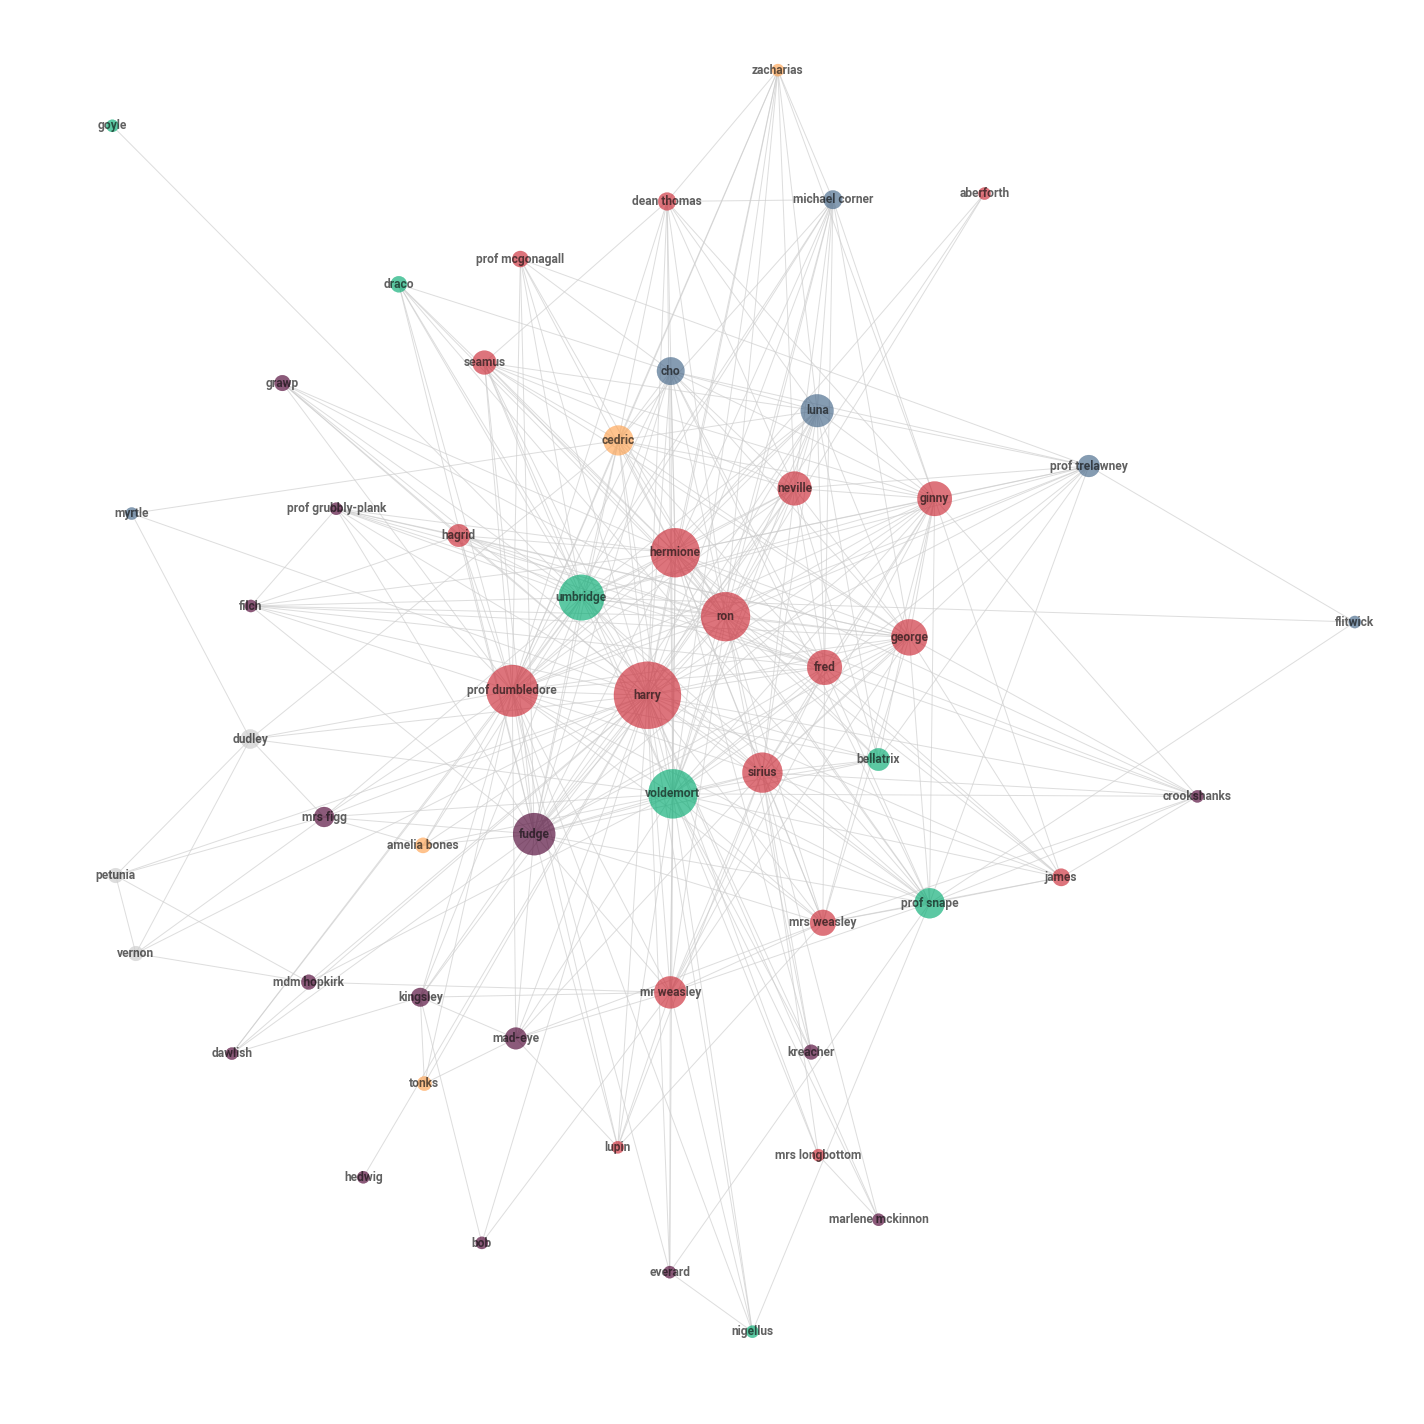 zacharias
goyle
aberforth
michael corner
dean thomas
prof mcgonagall
draco
seamus
cho
grawp
luna
cedric
prof trelawney
neville
ginny
prof grubbly-plank
myrtle
hagrid
hermione
umbridge
filch
ron
flitwick
george
fred
prof dumbledore
harry
dudley
bellatrix
sirius
voldemort
crookshanks
mrs figg
fudge
amelia bones
petunia
james
prof snape
mrs weasley
vernon
mdm hopkirk
mr weasley
kingsley
mad-eye
dawlish
kreacher
tonks
lupin
mrs longbottom
hedwig
marlene mckinnon
bob
everard
nigellus